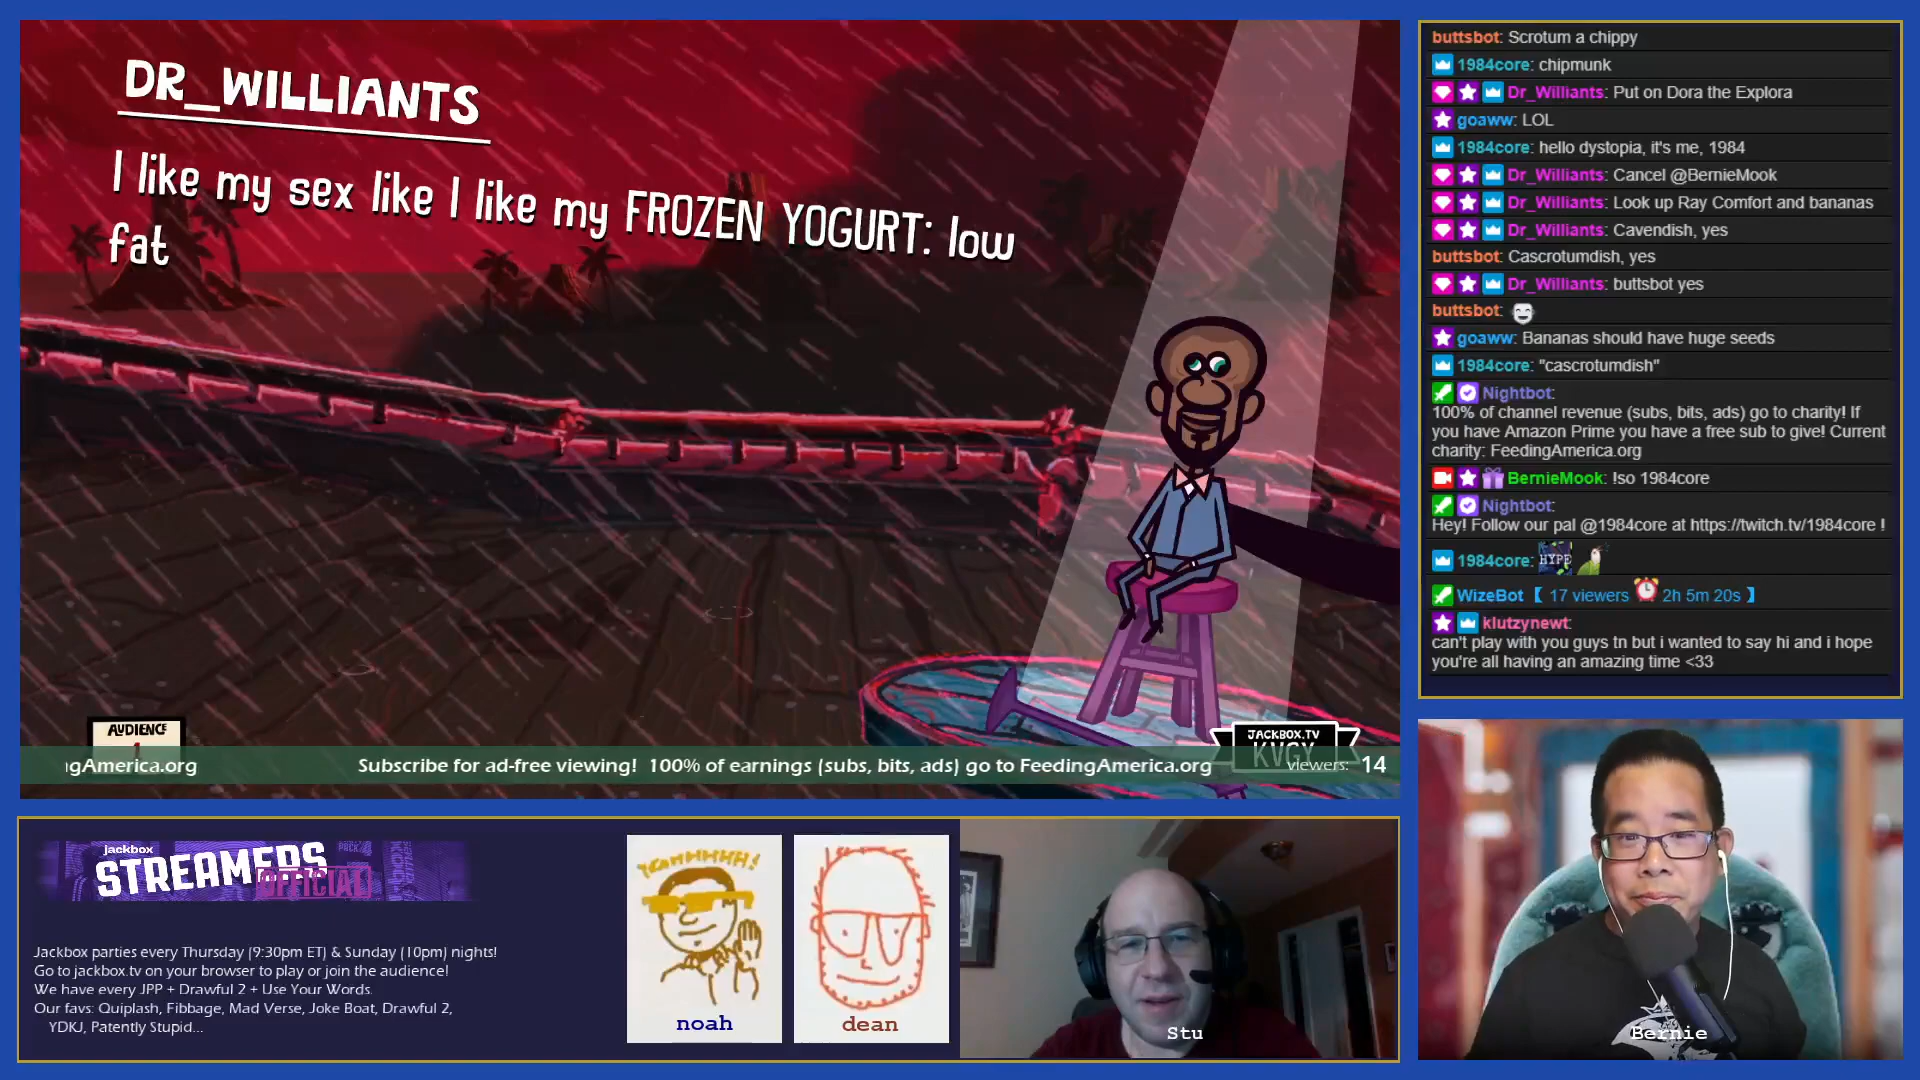 DR_WILLIANTS
I like my sex like I like my FROZEN YOGURT: low
fat
AUDIENCE
JACKBOX.TV
KVGY
gAmerica.org
Subscribe for ad-free viewing! 100% of earnings (subs, bits, ads) go to FeedingAmerica.org
viewers: 14
buttsbot: Scrotum a chippy
1984core: chipmunk
Dr_Williants: Put on Dora the Explora
goaww: LOL
1984core: hello dystopia, it's me, 1984
Dr_Williants: Cancel @BernieMook
Dr_Williants: Look up Ray Comfort and bananas
Dr_Williants: Cavendish, yes
buttsbot: Cascrotumdish, yes
Dr_Williants: buttsbot yes
buttsbot:
goaww: Bananas should have huge seeds
1984core: "cascrotumdish"
Nightbot:
100% of channel revenue (subs, bits, ads) go to charity! If
you have Amazon Prime you have a free sub to give! Current
charity: FeedingAmerica.org
BernieMook: !so 1984core
Nightbot:
Hey! Follow our pal @1984core at https://twitch.tv/1984core !
1984core: HYPE
WizeBot 【 17 viewers 2h 5m 20s 】
klutzynewt:
can't play with you guys tn but i wanted to say hi and i hope
you're all having an amazing time <33
jackbox
STREAMERS
OFFICIAL
Jackbox parties every Thursday (9:30pm ET) & Sunday (10pm) nights!
Go to jackbox.tv on your browser to play or join the audience!
We have every JPP + Drawful 2 + Use Your Words.
Our favs: Quiplash, Fibbage, Mad Verse, Joke Boat, Drawful 2,
YDKJ, Patently Stupid...
noah
dean
Stu
Bernie